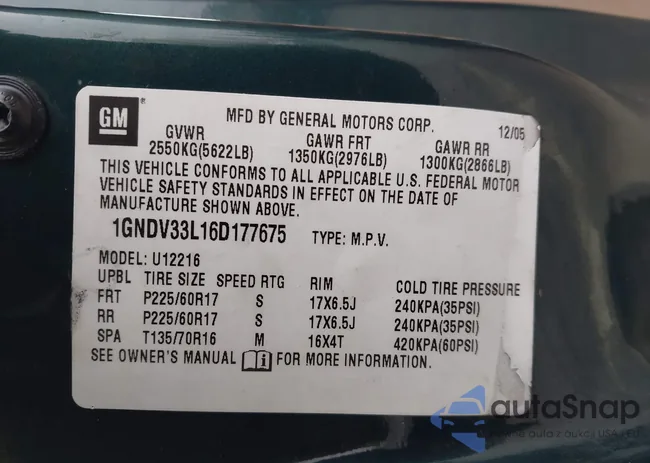 GM
MFD BY GENERAL MOTORS CORP. 12/05
GVWR GAWR FRT GAWR RR
2550KG(5622LB) 1350KG(2976LB) 1300KG(2866LB)
THIS VEHICLE CONFORMS TO ALL APPLICABLE U.S. FEDERAL MOTOR
VEHICLE SAFETY STANDARDS IN EFFECT ON THE DATE OF
MANUFACTURE SHOWN ABOVE.
1GNDV33L16D177675 TYPE: M.P.V.
MODEL: U12216
UPBL TIRE SIZE SPEED RTG RIM COLD TIRE PRESSURE
FRT P225/60R17 S 17X6.5J 240KPA(35PSI)
RR P225/60R17 S 17X6.5J 240KPA(35PSI)
SPA T135/70R16 M 16X4T 420KPA(60PSI)
SEE OWNER'S MANUAL FOR MORE INFORMATION.
autaSnap
auta z aukcji USA